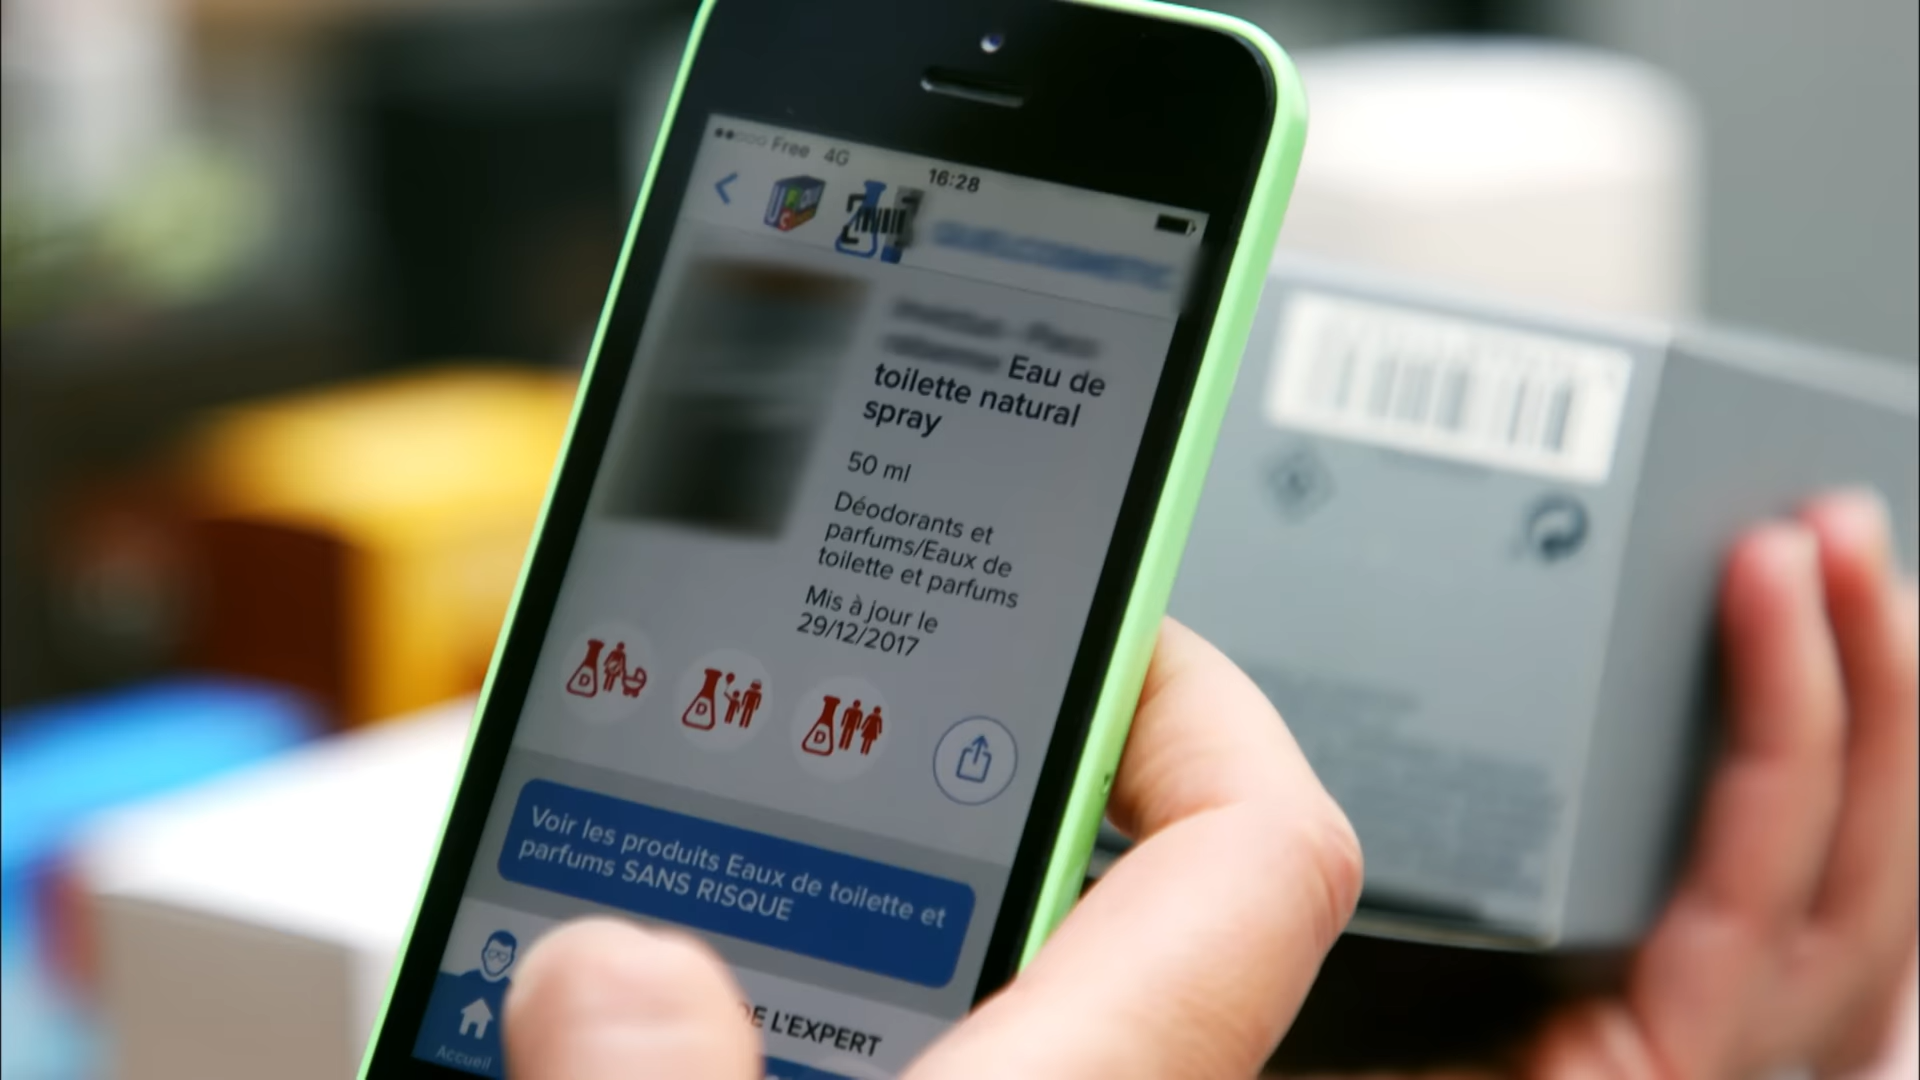 Free 4G
16:28
Eau de
toilette natural
spray
50 ml
Déodorants et
parfums/Eaux de
toilette et parfums
Mis à jour le
29/12/2017
D
D
D
Voir les produits Eaux de toilette et
parfums SANS RISQUE
DE L'EXPERT
Accueil